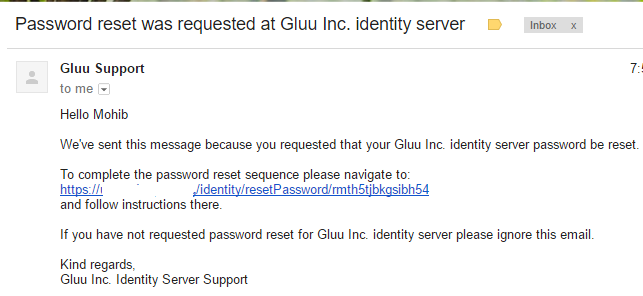 Password reset was requested at Gluu Inc. identity server Inbox x
Gluu Support 7:
to me
Hello Mohib
We've sent this message because you requested that your Gluu Inc. identity server password be reset.
To complete the password reset sequence please navigate to:
https:// /identity/resetPassword/rmth5tjbkgsibh54
and follow instructions there.
If you have not requested password reset for Gluu Inc. identity server please ignore this email.
Kind regards,
Gluu Inc. Identity Server Support